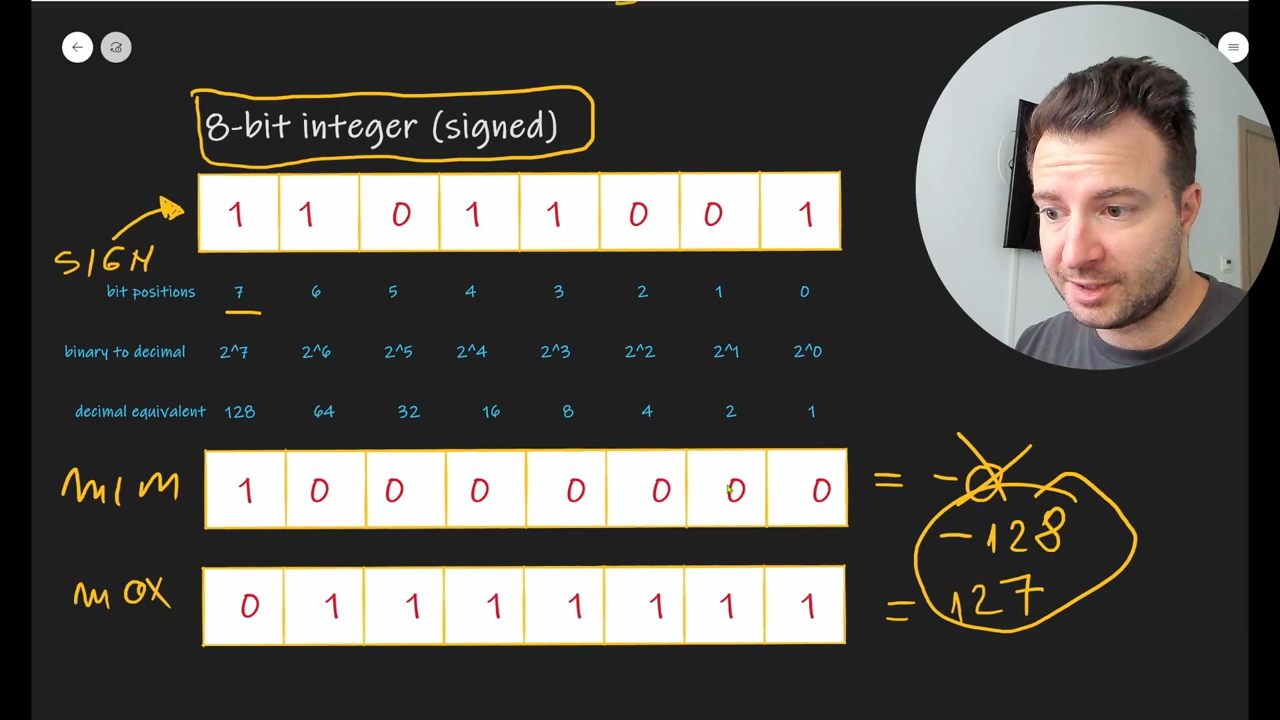 8-bit integer (signed)
1 1 0 1 1 0 0 1
SIGN
bit positions 7 6 5 4 3 2 1 0
binary to decimal 2^7 2^6 2^5 2^4 2^3 2^2 2^1 2^0
decimal equivalent 128 64 32 16 8 4 2 1
MIN 1 0 0 0 0 0 0 0 = -0
-128
MAX 0 1 1 1 1 1 1 1 = 127